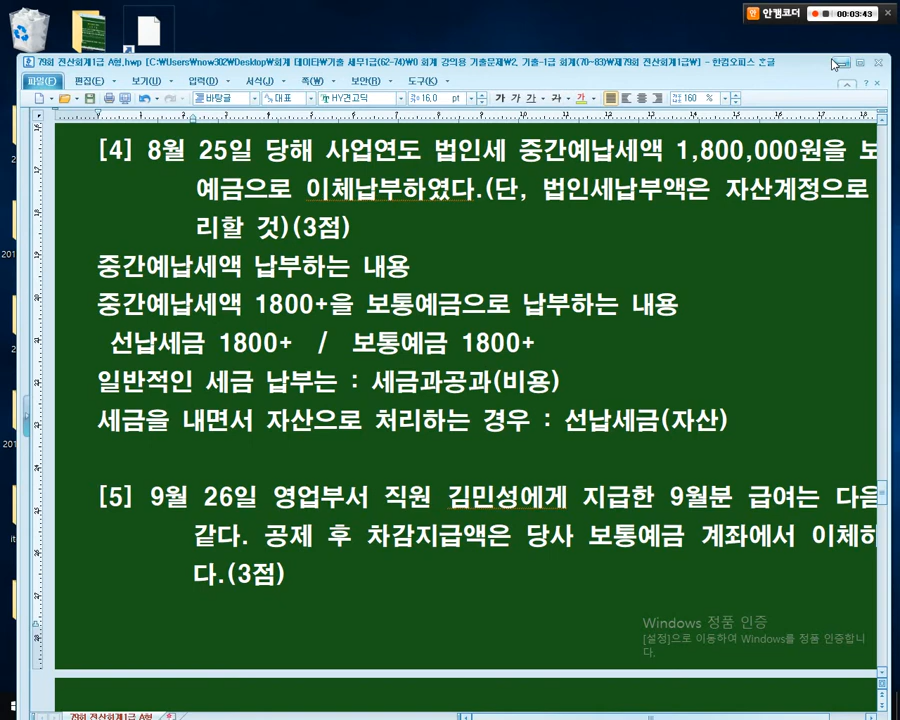 안캠코더 00:03:43
79회 전산회계1급 A형.hwp [C:\Users\now302\Desktop\회계 데이타\기출 세무1급(62-74)\0 회계 강의용 기출문제\2. 기출-1급 회계(70-83)\제79회 전산회계1급\] - 한컴오피스 한글
파일(F) 편집(E) 보기(U) 입력(D) 서식(J) 쪽(W) 보안(R) 도구(K)
바탕글 대표 HY견고딕 16.0 pt 가 가 가 가 가 160 %
[4] 8월 25일 당해 사업연도 법인세 중간예납세액 1,800,000원을 보
예금으로 이체납부하였다.(단, 법인세납부액은 자산계정으로
리할 것)(3점)
중간예납세액 납부하는 내용
중간예납세액 1800+을 보통예금으로 납부하는 내용
선납세금 1800+ / 보통예금 1800+
일반적인 세금 납부는 : 세금과공과(비용)
세금을 내면서 자산으로 처리하는 경우 : 선납세금(자산)
[5] 9월 26일 영업부서 직원 김민성에게 지급한 9월분 급여는 다음
같다. 공제 후 차감지급액은 당사 보통예금 계좌에서 이체하
다.(3점)
Windows 정품 인증
[설정]으로 이동하여 Windows를 정품 인증합니
다.
79회 전산회계1급 A형